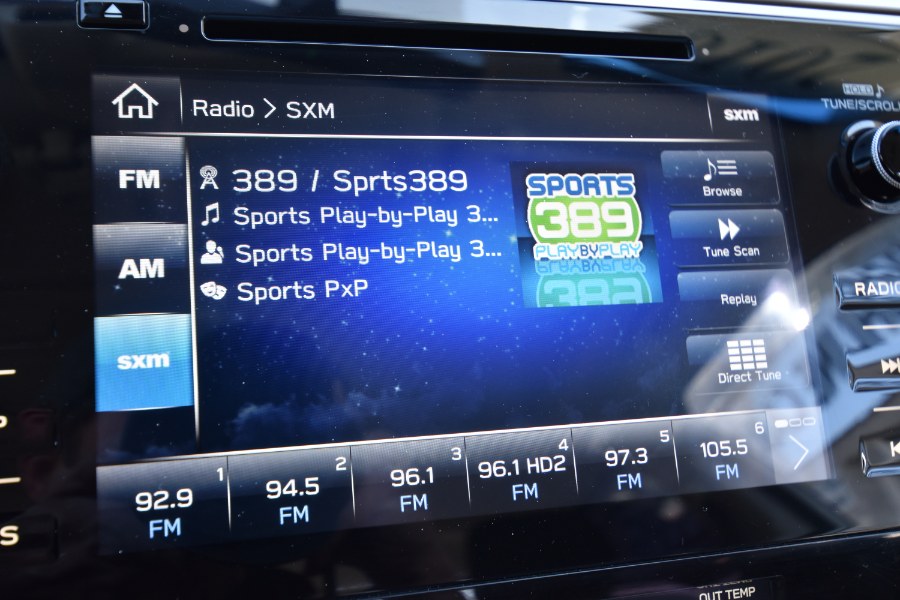 HOLD
TUNE/SCROLL
Radio > SXM
sxm
FM
AM
sxm
389 / Sprts389
Sports Play-by-Play 3...
Sports Play-by-Play 3...
Sports PxP
SPORTS
389
PLAYBYPLAY
Browse
Tune Scan
Replay
Direct Tune
RADIO
1
92.9
FM
2
94.5
FM
3
96.1
FM
4
96.1 HD2
FM
5
97.3
FM
6
105.5
FM
P
S
K
OUT TEMP